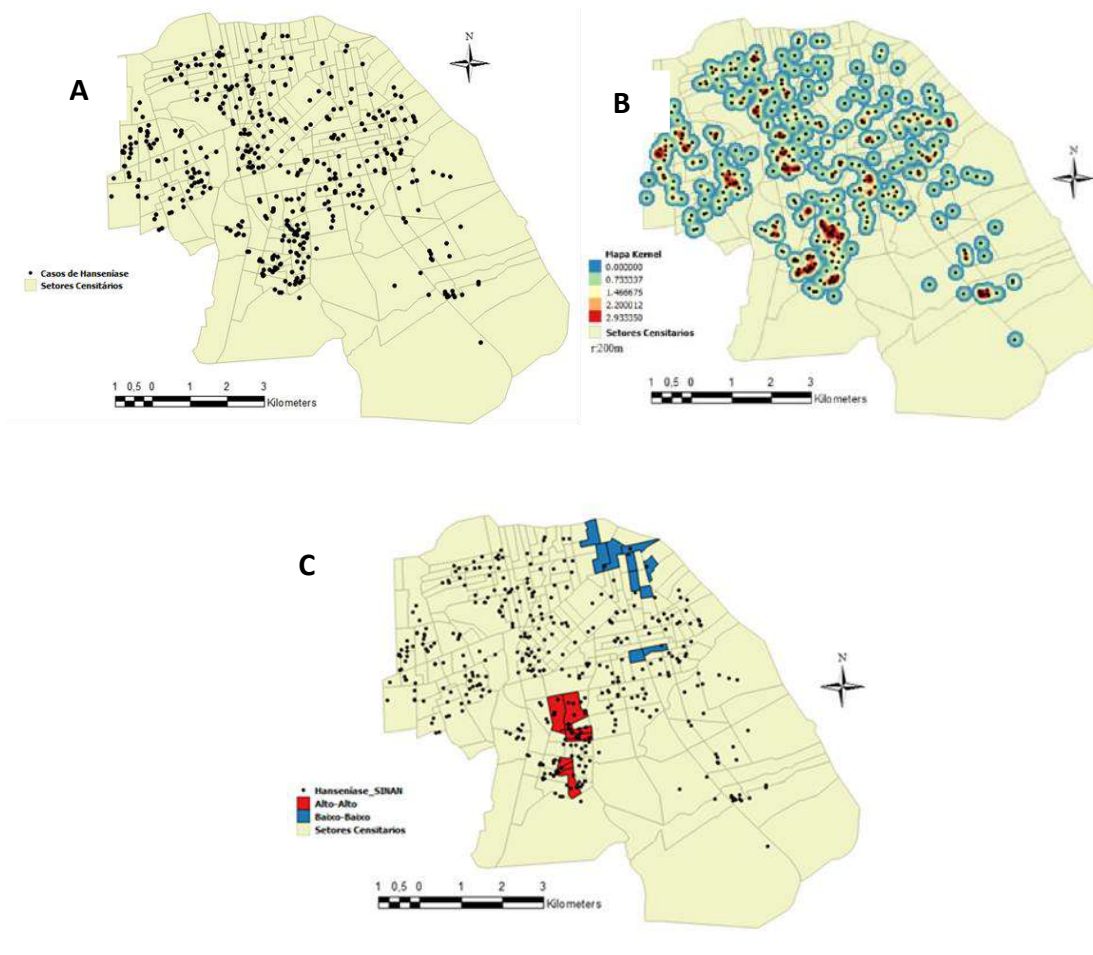 A
N
Casos de Hanseníase
Setores Censitários
1 0,5 0 1 2 3
Kilometers
B
N
Mapa Kernel
0.000000
0.733337
1.466675
2.200012
2.933350
Setores Censitarios
r:200m
1 0,5 0 1 2 3
Kilometers
C
N
Hanseníase_SINAN
Alto-Alto
Baixo-Baixo
Setores Censitarios
1 0,5 0 1 2 3
Kilometers